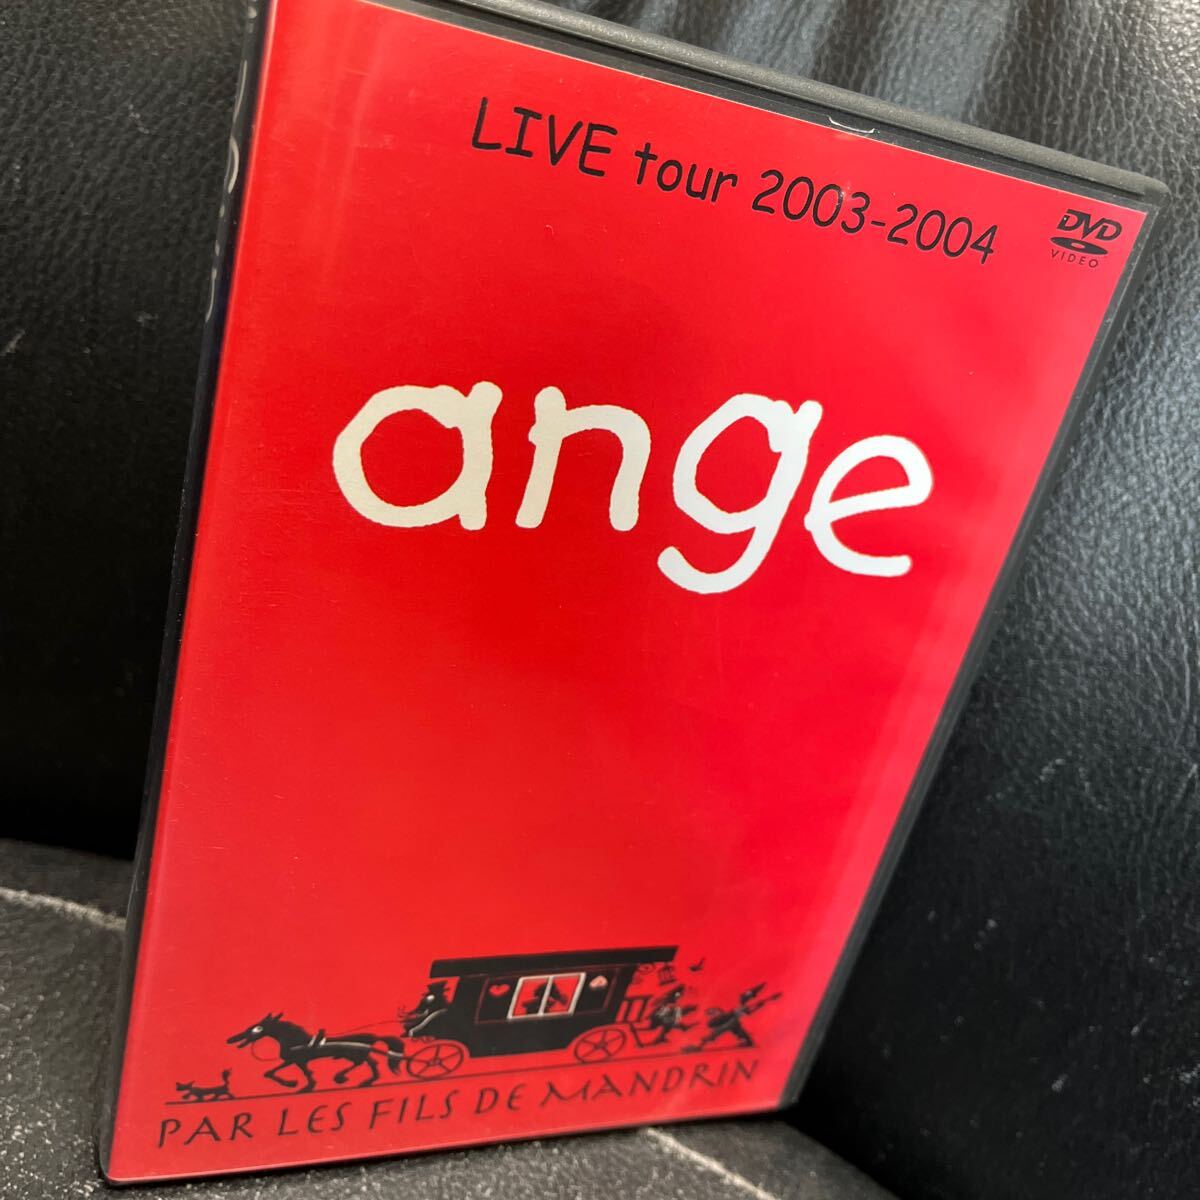 LIVE tour 2003-2004
DVD
VIDEO
ange
PAR LES FILS DE MANDRIN